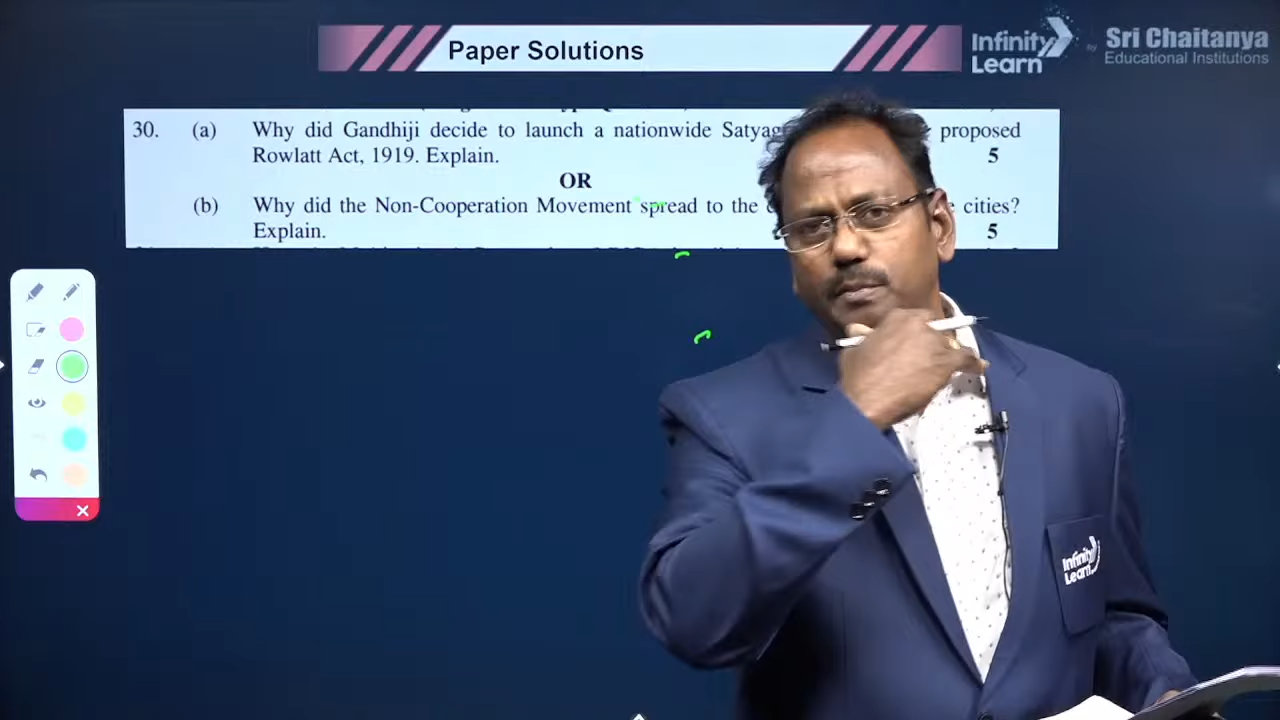 Paper Solutions
Infinity Learn by Sri Chaitanya Educational Institutions
30. (a) Why did Gandhiji decide to launch a nationwide proposed
Rowlatt Act, 1919. Explain. 5
OR
(b) Why did the Non-Cooperation Movement spread to the cities?
Explain. 5
Infinity
Learn